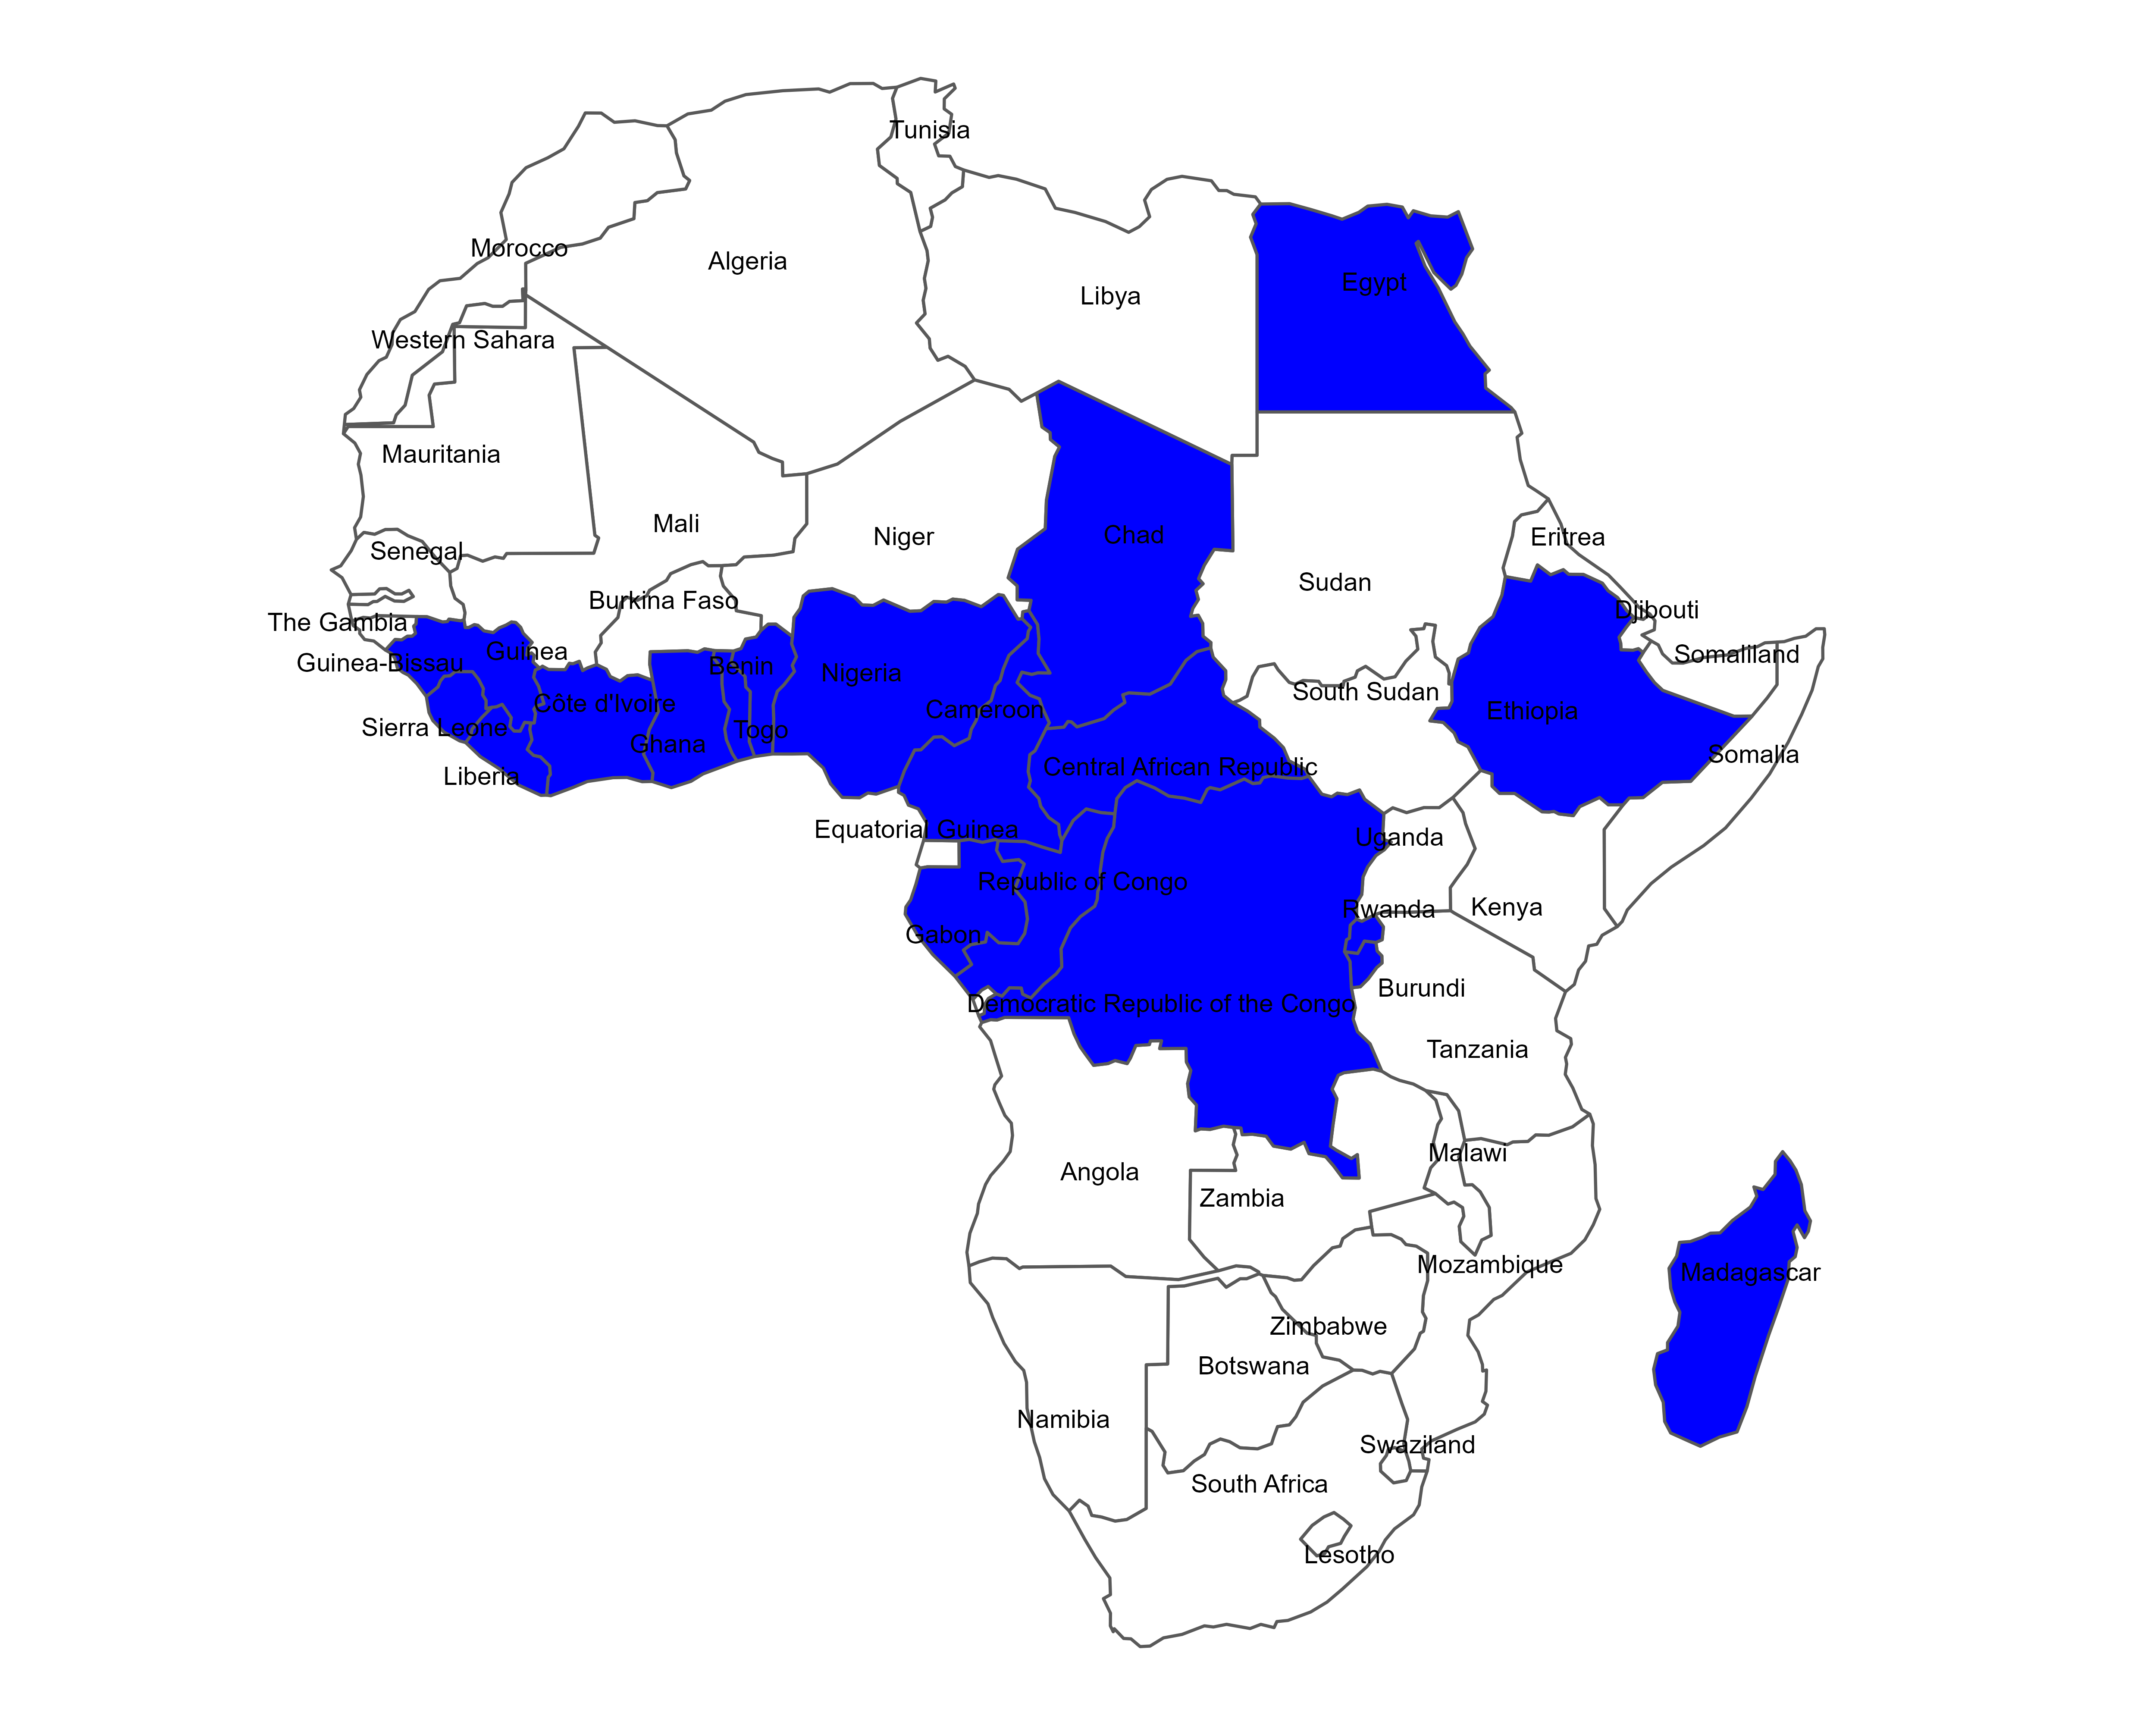 Tunisia
Morocco
Algeria
Egypt
Libya
Western Sahara
Mauritania
Mali
Niger
Chad
Eritrea
Senegal
Sudan
Burkina Faso
Djibouti
The Gambia
Guinea
Somaliland
Guinea-Bissau
Benin
Nigeria
South Sudan
Côte d'Ivoire
Cameroon
Ethiopia
Sierra Leone
Togo
Ghana
Somalia
Central African Republic
Liberia
Equatorial Guinea
Uganda
Republic of Congo
Rwanda
Kenya
Gabon
Burundi
Democratic Republic of the Congo
Tanzania
Malawi
Angola
Zambia
Mozambique
Madagascar
Zimbabwe
Botswana
Namibia
Swaziland
South Africa
Lesotho